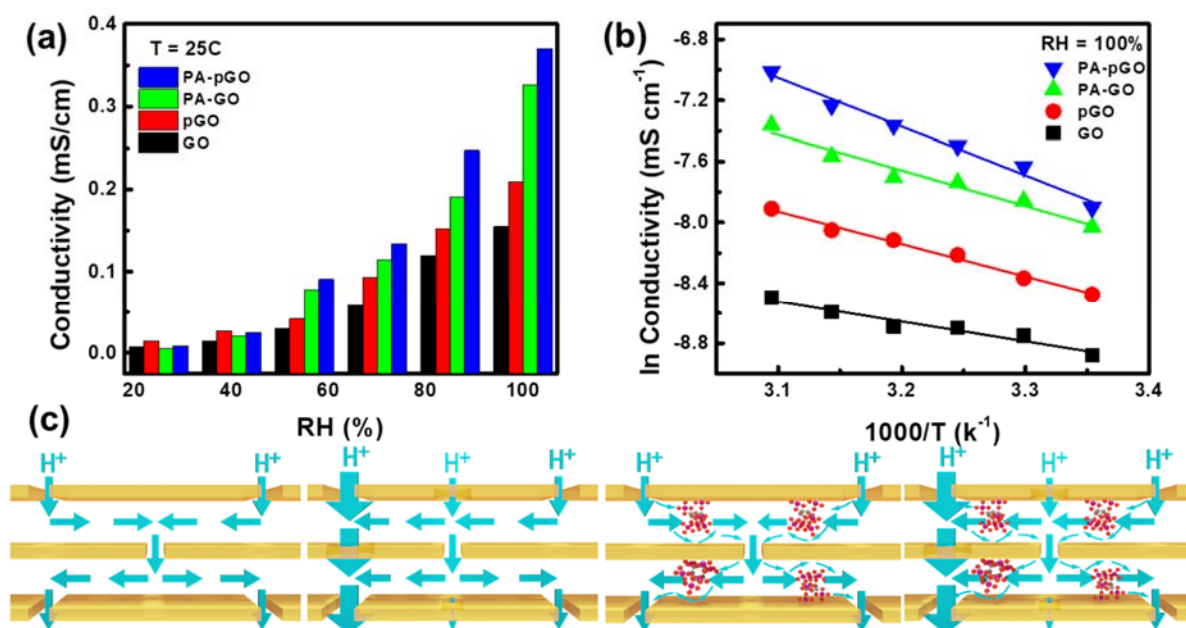 (a)
T = 25C
PA-pGO
PA-GO
pGO
GO
0.4
0.3
0.2
0.1
0.0
Conductivity (mS/cm)
20 40 60 80 100
RH (%)
(b)
RH = 100%
PA-pGO
PA-GO
pGO
GO
-6.8
-7.2
-7.6
-8.0
-8.4
-8.8
ln Conductivity (mS cm⁻¹)
3.1 3.2 3.3 3.4
1000/T (k⁻¹)
(c)
H⁺ H⁺ H⁺ H⁺ H⁺ H⁺ H⁺ H⁺ H⁺ H⁺